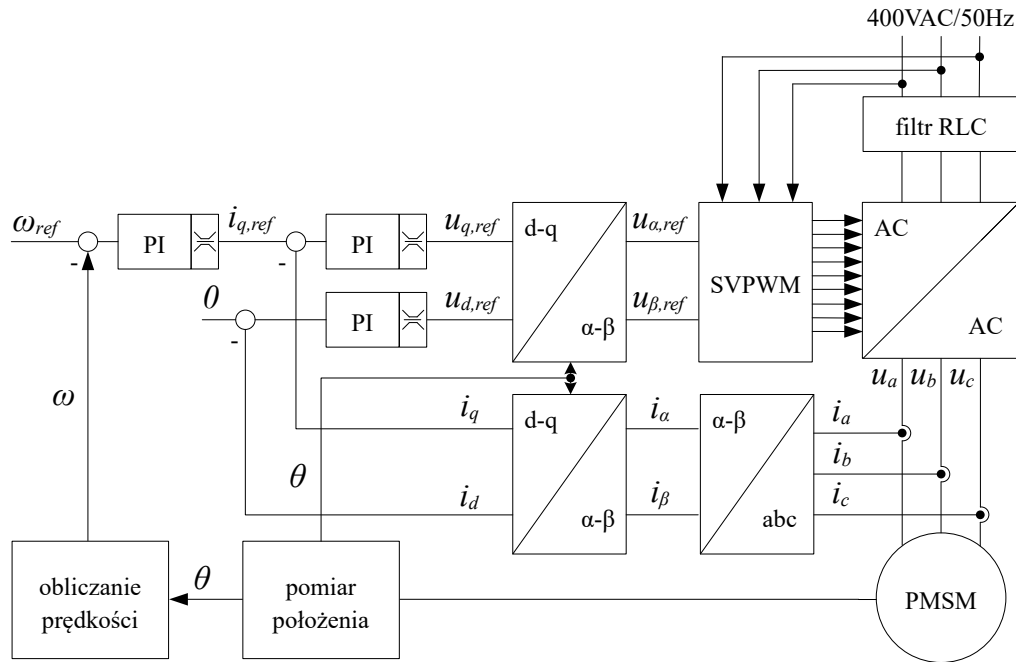 400VAC/50Hz
filtr RLC
ωref
-
PI
iq,ref
-
PI
uq,ref
d-q
α-β
uα,ref
SVPWM
AC
AC
0
-
PI
ud,ref
uβ,ref
ua ub uc
ω
θ
iq
d-q
α-β
iα
α-β
abc
ia
ib
id
iβ
ic
obliczanie
prędkości
θ
pomiar
położenia
PMSM